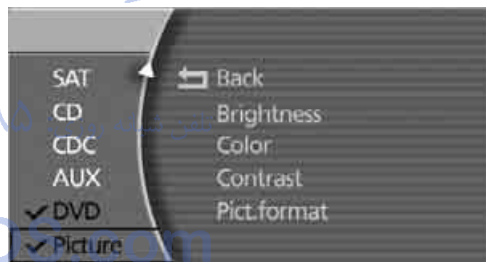 SAT
CD
CDC
AUX
✓ DVD
✓ Picture
Back
Brightness
Color
Contrast
Pict.format